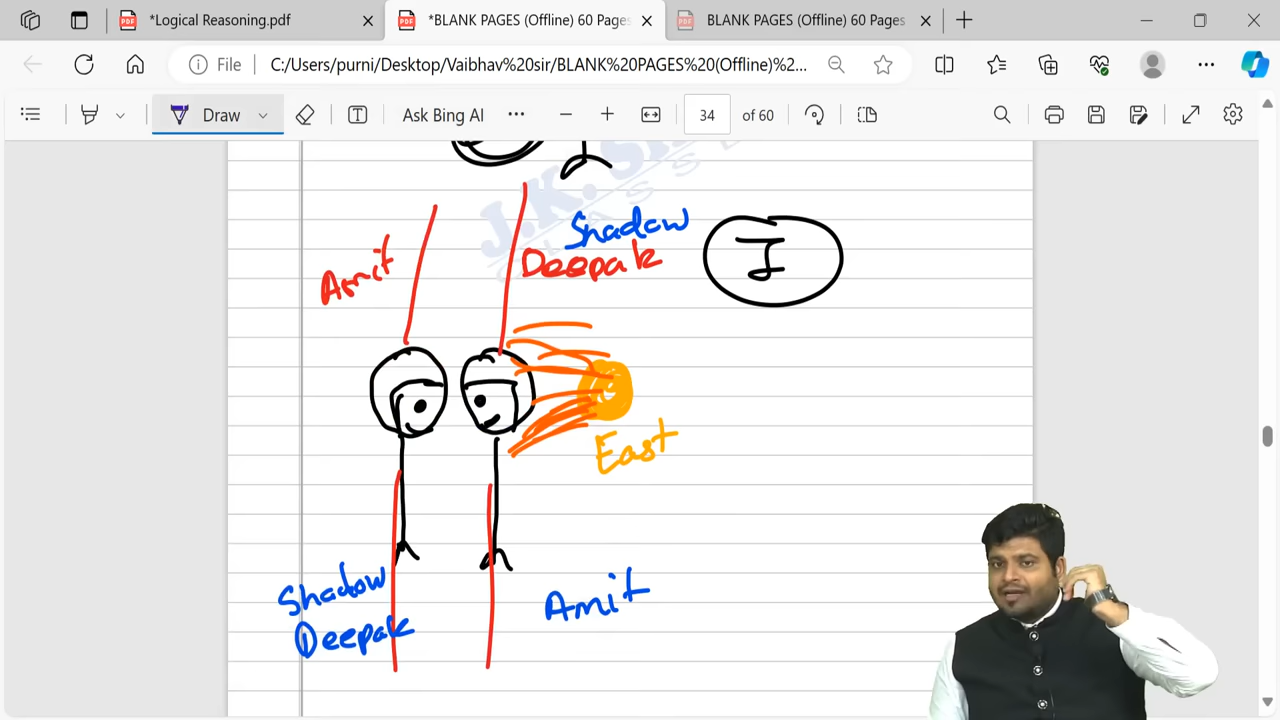 *Logical Reasoning.pdf
*BLANK PAGES (Offline) 60 Pages
BLANK PAGES (Offline) 60 Pages
File
C:/Users/purni/Desktop/Vaibhav%20sir/BLANK%20PAGES%20(Offline)%2...
Draw
Ask Bing AI
34 of 60
J.K. SH
CLASS
Shadow
Amit
Deepak
I
East
Shadow
Deepak
Amit